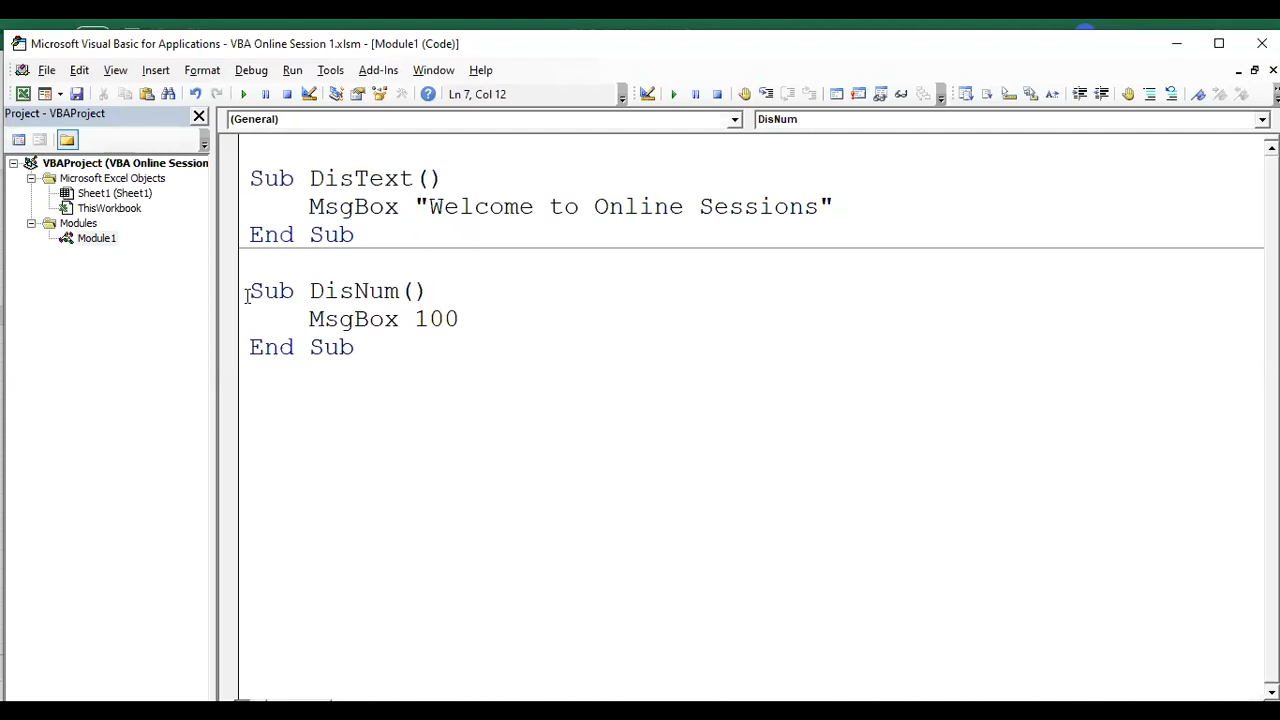 Microsoft Visual Basic for Applications - VBA Online Session 1.xlsm - [Module1 (Code)]
File Edit View Insert Format Debug Run Tools Add-Ins Window Help
Ln 7, Col 12
Project - VBAProject
(General) DisNum
VBAProject (VBA Online Session
Microsoft Excel Objects
Sheet1 (Sheet1)
ThisWorkbook
Modules
Module1
Sub DisText()
MsgBox "Welcome to Online Sessions"
End Sub
Sub DisNum()
MsgBox 100
End Sub